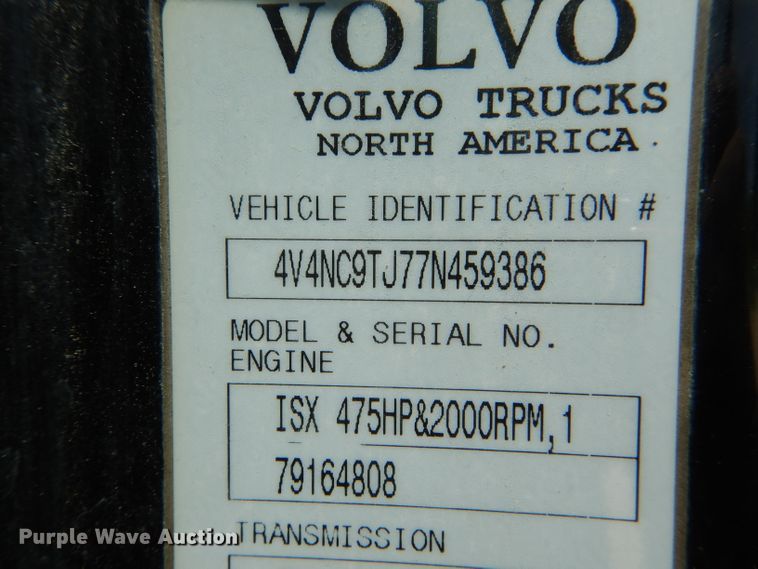 VOLVO
VOLVO TRUCKS
NORTH AMERICA
VEHICLE IDENTIFICATION #
4V4NC9TJ77N459386
MODEL & SERIAL NO.
ENGINE
ISX 475HP&2000RPM,1
79164808
TRANSMISSION
Purple Wave Auction